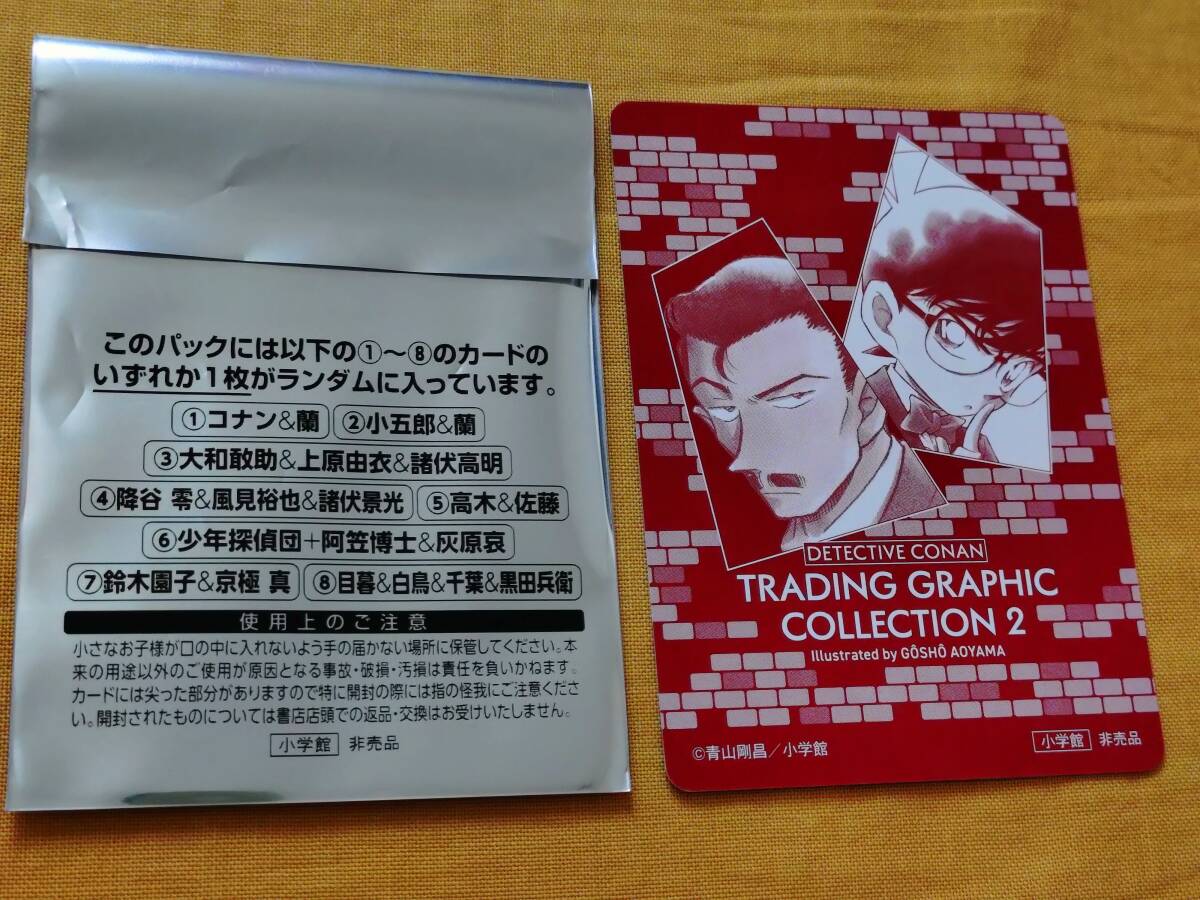 このパックには以下の①～⑧のカードの
いずれか1枚がランダムに入っています。
①コナン&蘭 ②小五郎&蘭
③大和敢助&上原由衣&諸伏高明
④降谷 零&風見裕也&諸伏景光 ⑤高木&佐藤
⑥少年探偵団+阿笠博士&灰原哀
⑦鈴木園子&京極 真 ⑧目暮&白鳥&千葉&黒田兵衛
使用上のご注意
小さなお子様が口の中に入れないよう手の届かない場所に保管してください。本
来の用途以外のご使用が原因となる事故・破損・汚損は責任を負いかねます。
カードには尖った部分がありますので特に開封の際には指の怪我にご注意くださ
い。開封されたものについては書店店頭での返品・交換はお受けいたしません。
小学館 非売品
DETECTIVE CONAN
TRADING GRAPHIC
COLLECTION 2
Illustrated by GÔSHÔ AOYAMA
©青山剛昌／小学館 小学館 非売品